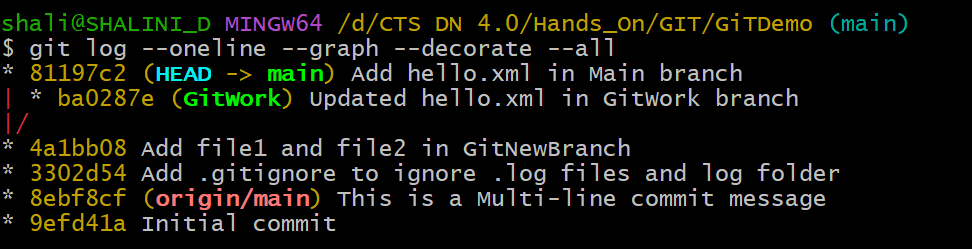 shali@SHALINI_D MINGW64 /d/CTS DN 4.0/Hands_On/GIT/GiTDemo (main)
$ git log --oneline --graph --decorate --all
* 81197c2 (HEAD -> main) Add hello.xml in Main branch
| * ba0287e (GitWork) Updated hello.xml in GitWork branch
|/
* 4a1bb08 Add file1 and file2 in GitNewBranch
* 3302d54 Add .gitignore to ignore .log files and log folder
* 8ebf8cf (origin/main) This is a Multi-line commit message
* 9efd41a Initial commit